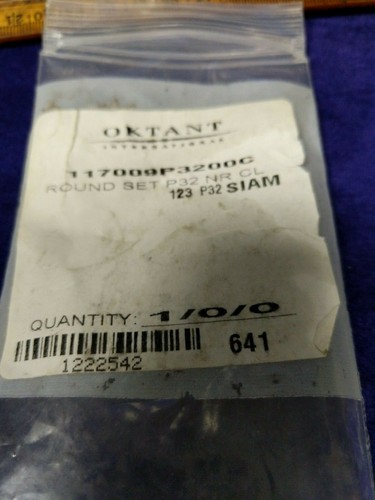 OKTANT
INTERNATIONAL
117009P3200C
ROUND SET P32 NR CL
123 P32 SIAM
QUANTITY: 1/0/0
641
1222542